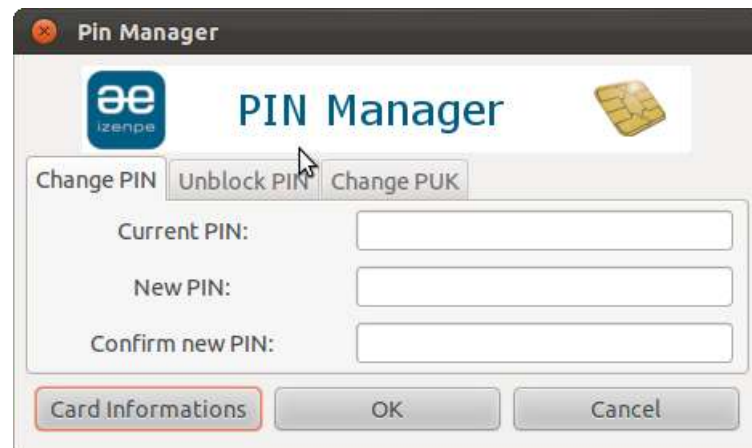 Pin Manager
izenpe
PIN Manager
Change PIN Unblock PIN Change PUK
Current PIN:
New PIN:
Confirm new PIN:
Card Informations OK Cancel